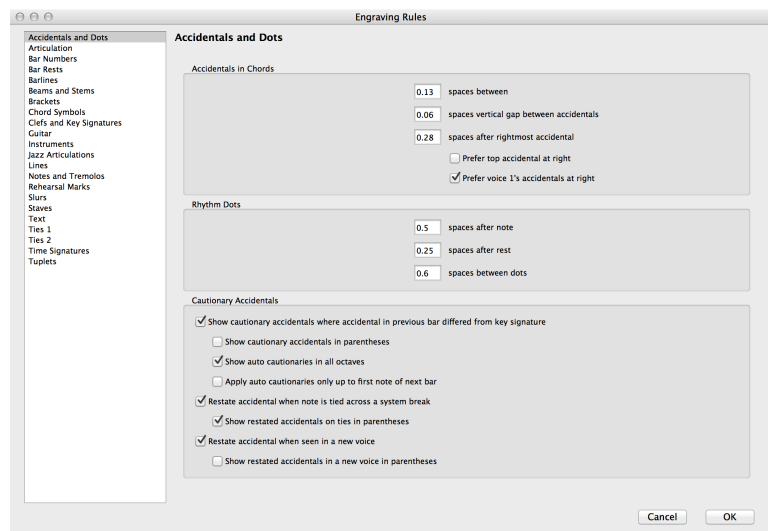 Engraving Rules
Accidentals and Dots
Articulation
Bar Numbers
Bar Rests
Barlines
Beams and Stems
Brackets
Chord Symbols
Clefs and Key Signatures
Guitar
Instruments
Jazz Articulations
Lines
Notes and Tremolos
Rehearsal Marks
Slurs
Staves
Text
Ties 1
Ties 2
Time Signatures
Tuplets
Accidentals and Dots
Accidentals in Chords
0.13 spaces between
0.06 spaces vertical gap between accidentals
0.28 spaces after rightmost accidental
Prefer top accidental at right
Prefer voice 1's accidentals at right
Rhythm Dots
0.5 spaces after note
0.25 spaces after rest
0.6 spaces between dots
Cautionary Accidentals
Show cautionary accidentals where accidental in previous bar differed from key signature
Show cautionary accidentals in parentheses
Show auto cautionaries in all octaves
Apply auto cautionaries only up to first note of next bar
Restate accidental when note is tied across a system break
Show restated accidentals on ties in parentheses
Restate accidental when seen in a new voice
Show restated accidentals in a new voice in parentheses
Cancel OK